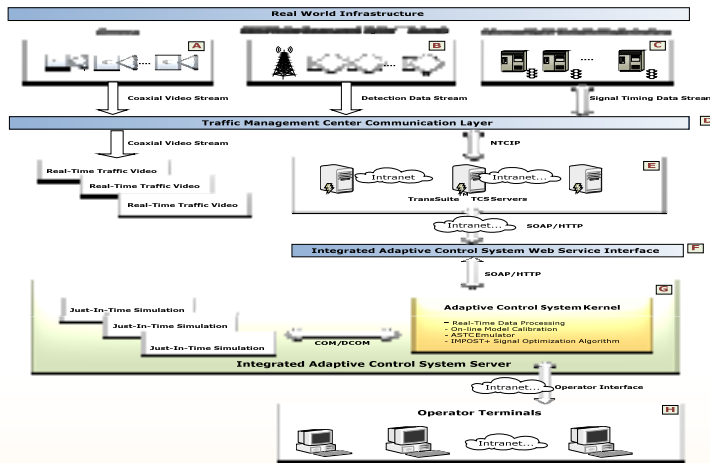 Real World Infrastructure
A
B
C
Coaxial Video Stream
Detection Data Stream
Signal Timing Data Stream
Traffic Management Center Communication Layer
D
Coaxial Video Stream
NTCIP
Real-Time Traffic Video
Real-Time Traffic Video
Real-Time Traffic Video
E
Intranet
Intranet...
TransSuite TCS Servers
Intranet...
SOAP/HTTP
Integrated Adaptive Control System Web Service Interface
F
SOAP/HTTP
G
Just-In-Time Simulation
Just-In-Time Simulation
Just-In-Time Simulation
COM/DCOM
Adaptive Control System Kernel
- Real-Time Data Processing
- On-line Model Calibration
- ASTCEmulator
- IMPOST+ Signal Optimization Algorithm
Integrated Adaptive Control System Server
Intranet...
Operator Interface
Operator Terminals
H
Intranet...